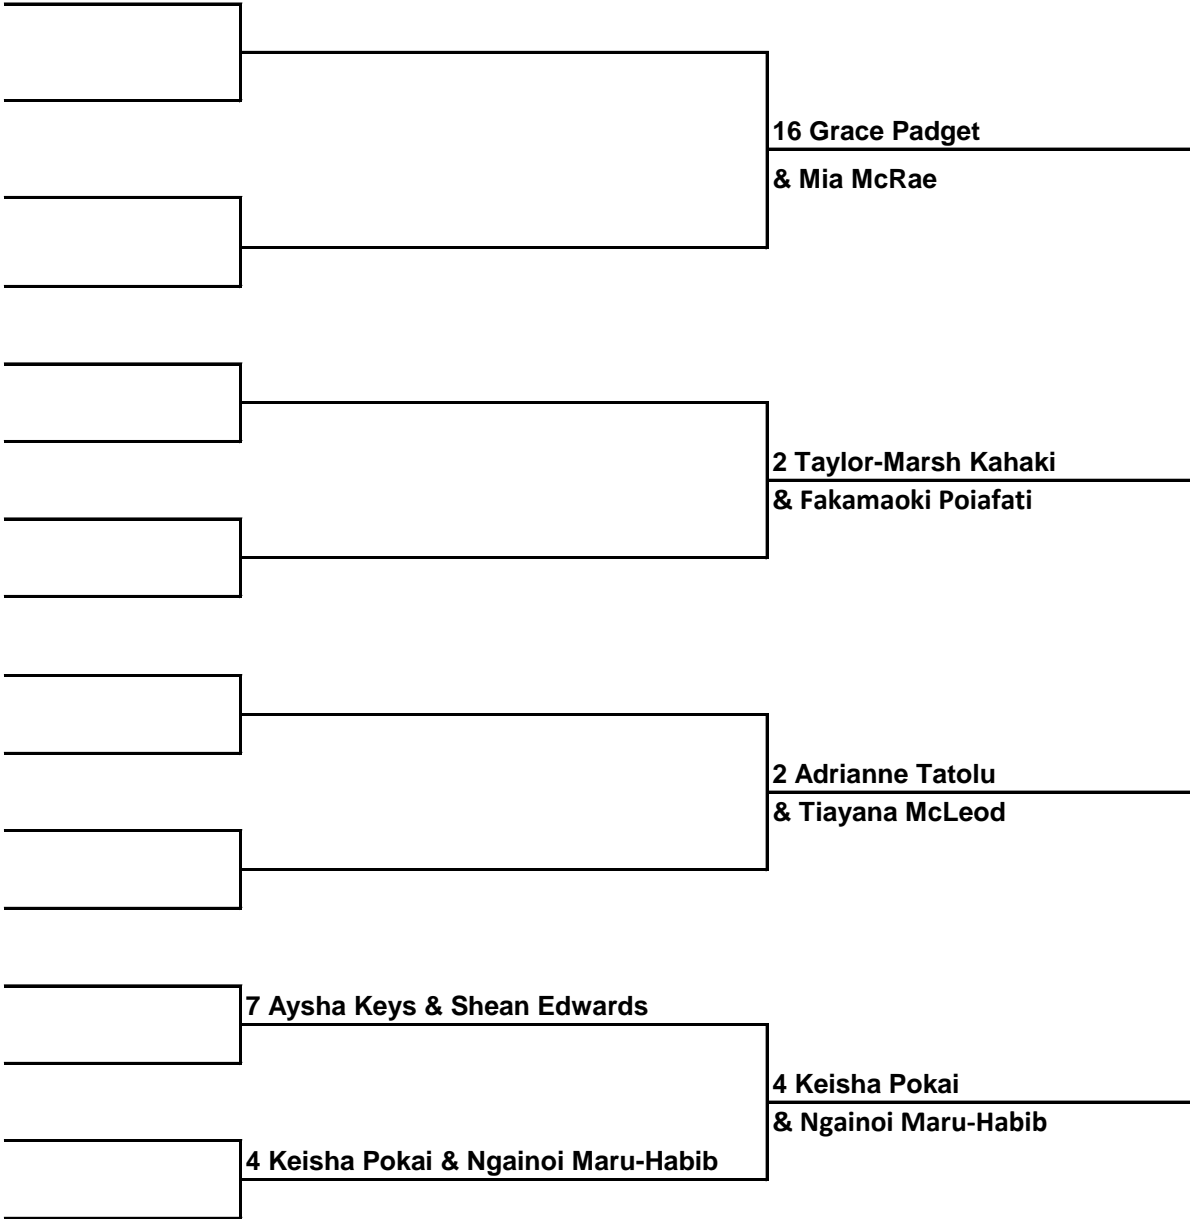 16 Grace Padget
& Mia McRae
2 Taylor-Marsh Kahaki
& Fakamaoki Poiafati
2 Adrianne Tatolu
& Tiayana McLeod
7 Aysha Keys & Shean Edwards
4 Keisha Pokai
& Ngainoi Maru-Habib
4 Keisha Pokai & Ngainoi Maru-Habib